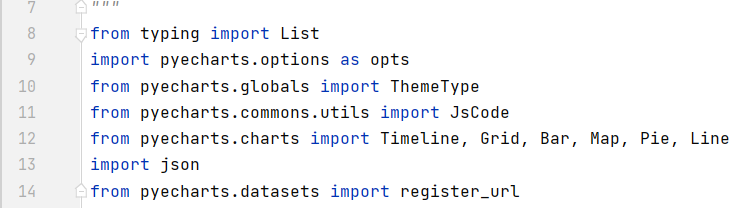 7 """
8 from typing import List
9 import pyecharts.options as opts
10 from pyecharts.globals import ThemeType
11 from pyecharts.commons.utils import JsCode
12 from pyecharts.charts import Timeline, Grid, Bar, Map, Pie, Line
13 import json
14 from pyecharts.datasets import register_url